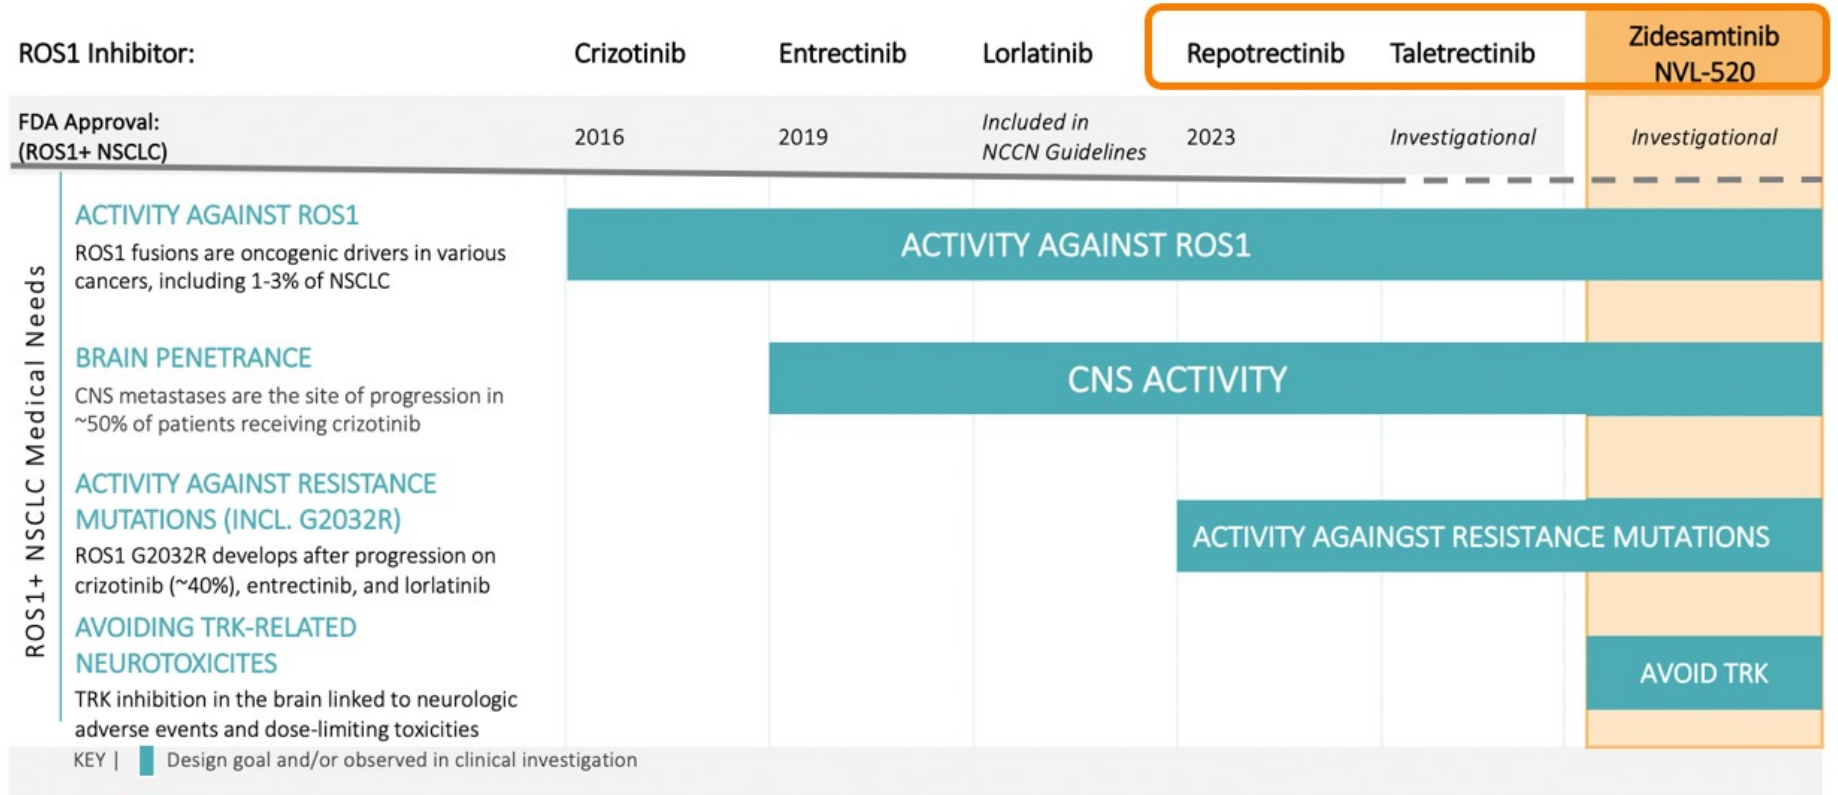 ROS1 Inhibitor:
Crizotinib
Entrectinib
Lorlatinib
Repotrectinib
Taletrectinib
Zidesamtinib
NVL-520
FDA Approval:
(ROS1+ NSCLC)
2016
2019
Included in
NCCN Guidelines
2023
Investigational
Investigational
ROS1+ NSCLC Medical Needs
ACTIVITY AGAINST ROS1
ROS1 fusions are oncogenic drivers in various
cancers, including 1-3% of NSCLC
ACTIVITY AGAINST ROS1
BRAIN PENETRANCE
CNS metastases are the site of progression in
~50% of patients receiving crizotinib
CNS ACTIVITY
ACTIVITY AGAINST RESISTANCE
MUTATIONS (INCL. G2032R)
ROS1 G2032R develops after progression on
crizotinib (~40%), entrectinib, and lorlatinib
ACTIVITY AGAINGST RESISTANCE MUTATIONS
AVOIDING TRK-RELATED
NEUROTOXICITES
TRK inhibition in the brain linked to neurologic
adverse events and dose-limiting toxicities
AVOID TRK
KEY | Design goal and/or observed in clinical investigation